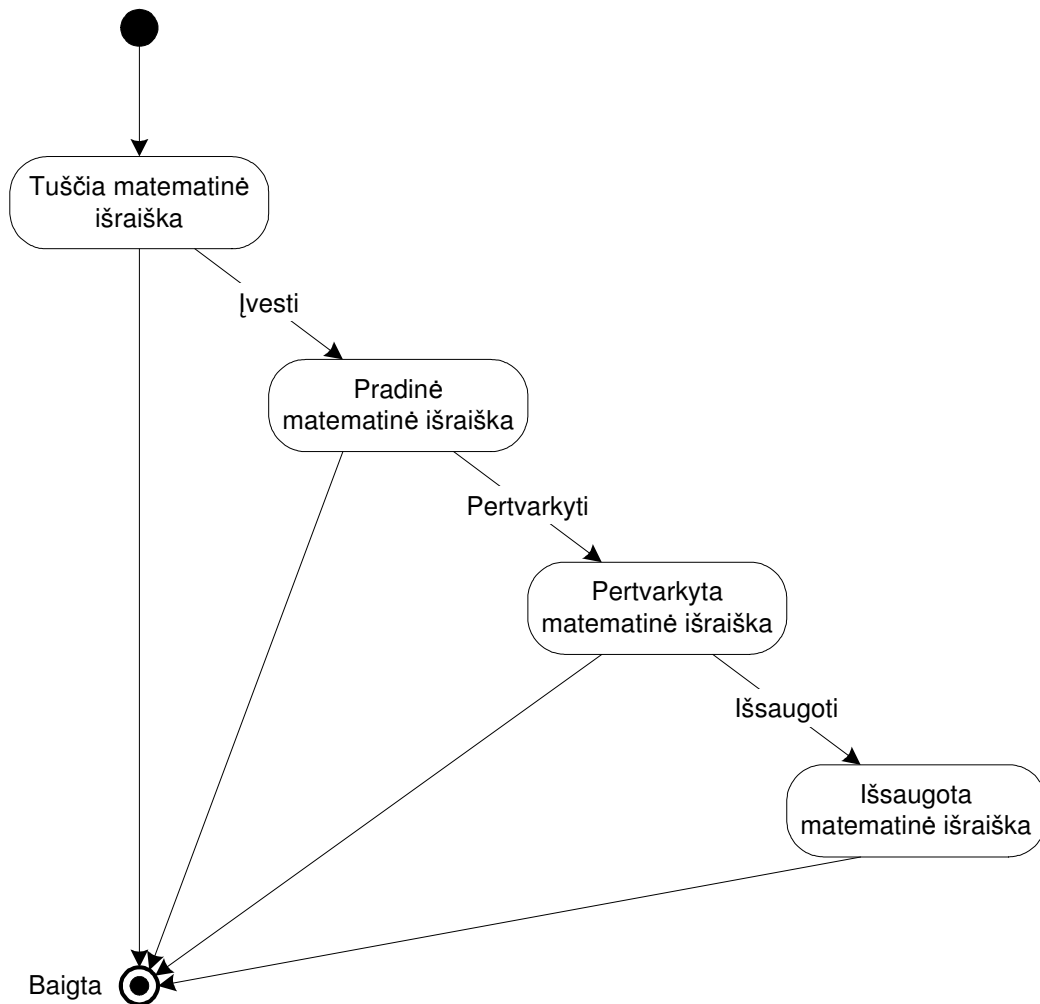 Tuščia matematinė
išraiška
Įvesti
Pradinė
matematinė išraiška
Pertvarkyti
Pertvarkyta
matematinė išraiška
Išsaugoti
Išsaugota
matematinė išraiška
Baigta